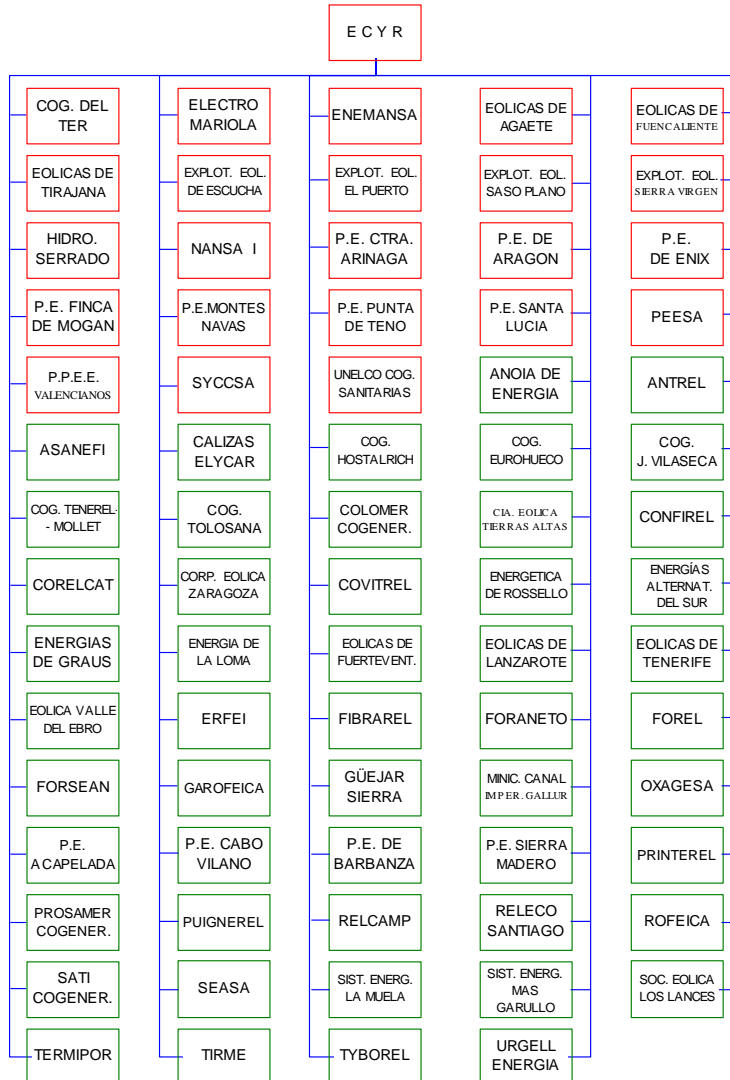 E C Y R
COG. DEL
TER
ELECTRO
MARIOLA
ENEMANSA
EOLICAS DE
AGAETE
EOLICAS DE
FUENCALIENTE
EOLICAS DE
TIRAJANA
EXPLOT. EOL.
DE ESCUCHA
EXPLOT. EOL.
EL PUERTO
EXPLOT. EOL.
SASO PLANO
EXPLOT. EOL.
SIERRA VIRGEN
HIDRO.
SERRADO
NANSA I
P.E. CTRA.
ARINAGA
P.E. DE
ARAGON
P.E.
DE ENIX
P.E. FINCA
DE MOGAN
P.E.MONTES
NAVAS
P.E. PUNTA
DE TENO
P.E. SANTA
LUCIA
PEESA
P.P.E.E.
VALENCIANOS
SYCCSA
UNELCO COG.
SANITARIAS
ANOIA DE
ENERGIA
ANTREL
ASANEFI
CALIZAS
ELYCAR
COG.
HOSTALRICH
COG.
EUROHUECO
COG.
J. VILASECA
COG. TENEREL-
- MOLLET
COG.
TOLOSANA
COLOMER
COGENER.
CIA. EOLICA
TIERRAS ALTAS
CONFIREL
CORELCAT
CORP. EOLICA
ZARAGOZA
COVITREL
ENERGETICA
DE ROSSELLO
ENERGÍAS
ALTERNAT.
DEL SUR
ENERGIAS
DE GRAUS
ENERGIA DE
LA LOMA
EOLICAS DE
FUERTEVENT.
EOLICAS DE
LANZAROTE
EOLICAS DE
TENERIFE
EOLICA VALLE
DEL EBRO
ERFEI
FIBRAREL
FORANETO
FOREL
FORSEAN
GAROFEICA
GÜEJAR
SIERRA
MINIC. CANAL
IMPER. GALLUR
OXAGESA
P.E.
A CAPELADA
P.E. CABO
VILANO
P.E. DE
BARBANZA
P.E. SIERRA
MADERO
PRINTEREL
PROSAMER
COGENER.
PUIGNEREL
RELCAMP
RELECO
SANTIAGO
ROFEICA
SATI
COGENER.
SEASA
SIST. ENERG.
LA MUELA
SIST. ENERG.
MAS
GARULLO
SOC. EOLICA
LOS LANCES
TERMIPOR
TIRME
TYBOREL
URGELL
ENERGIA